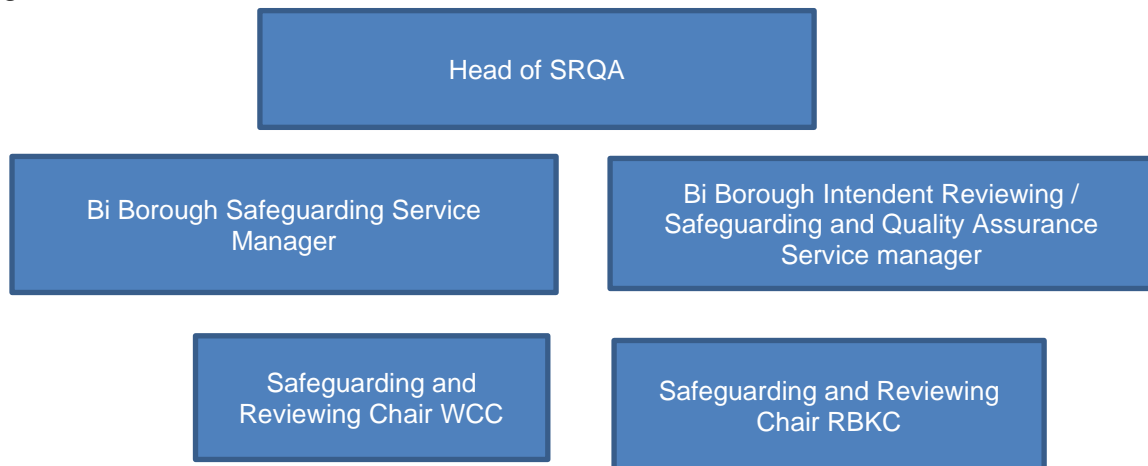 Head of SRQA
Bi Borough Safeguarding Service
Manager
Bi Borough Intendent Reviewing /
Safeguarding and Quality Assurance
Service manager
Safeguarding and
Reviewing Chair WCC
Safeguarding and Reviewing
Chair RBKC